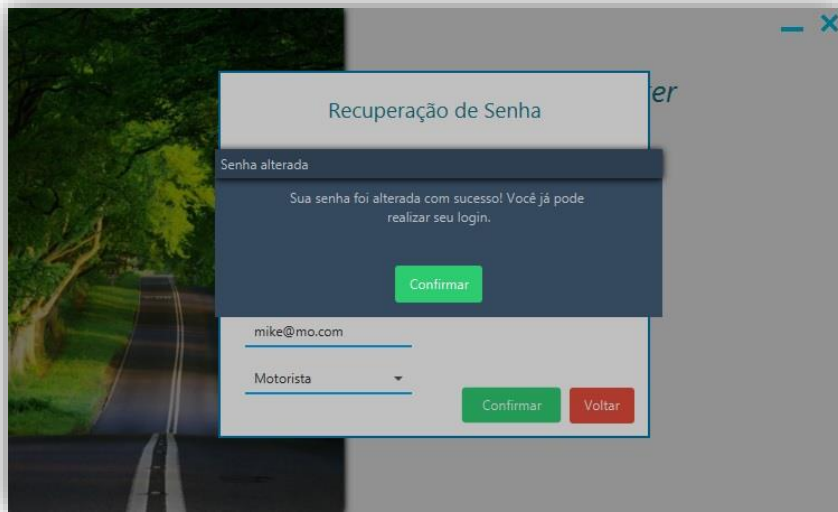 Recuperação de Senha
Senha alterada
Sua senha foi alterada com sucesso! Você já pode
realizar seu login.
Confirmar
mike@mo.com
Motorista
Confirmar
Voltar